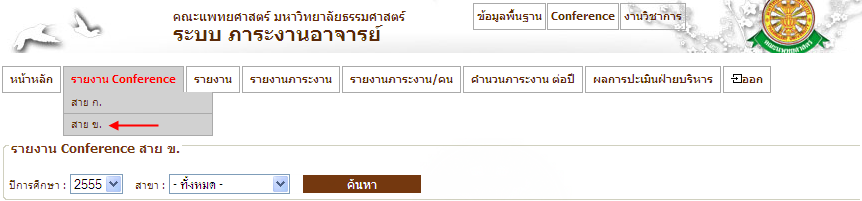 คณะแพทยศาสตร์ มหาวิทยาลัยธรรมศาสตร์
ระบบ ภาระงานอาจารย์
ข้อมูลพื้นฐาน Conference งานวิชาการ
หน้าหลัก รายงาน Conference รายงาน รายงานภาระงาน รายงานภาระงาน/คน คำนวนภาระงาน ต่อปี ผลการประเมินฝ่ายบริหาร ออก
สาย ก.
สาย ข.
รายงาน Conference สาย ข.
ปีการศึกษา : 2555 สาขา : - ทั้งหมด - ค้นหา